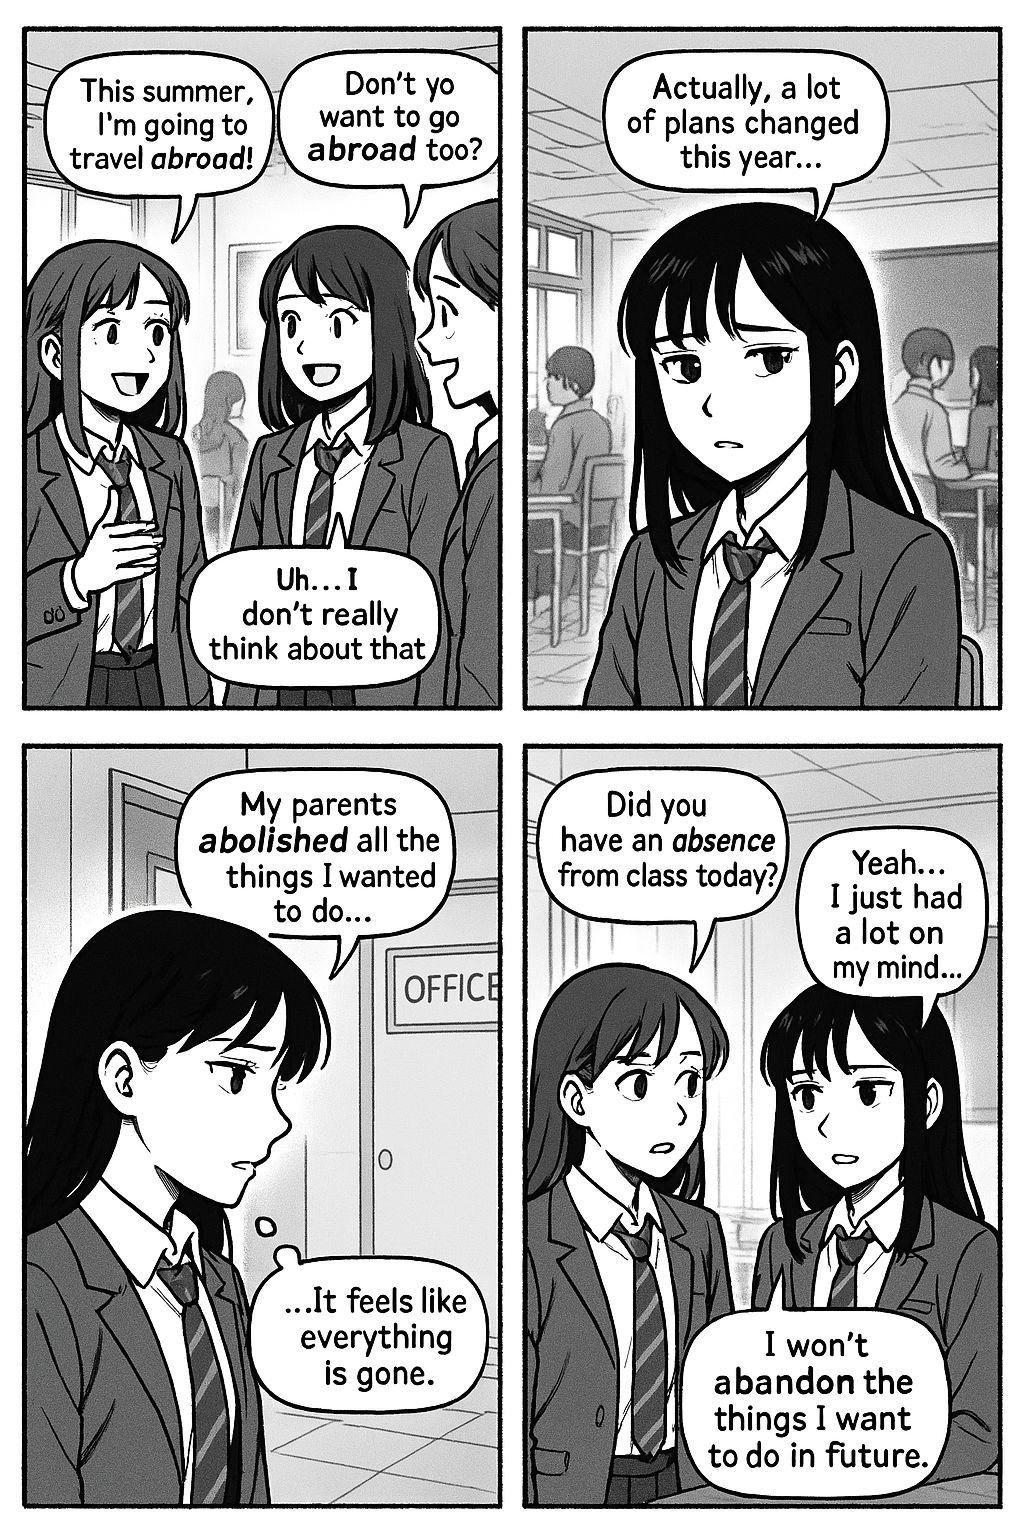 This summer,
I'm going to
travel abroad!
Don't yo
want to go
abroad too?
Uh... I
don't really
think about that
Actually, a lot
of plans changed
this year...
My parents
abolished all the
things I wanted
to do...
OFFICE
...It feels like
everything
is gone.
Did you
have an absence
from class today?
Yeah...
I just had
a lot on
my mind...
I won't
abandon the
things I want
to do in future.